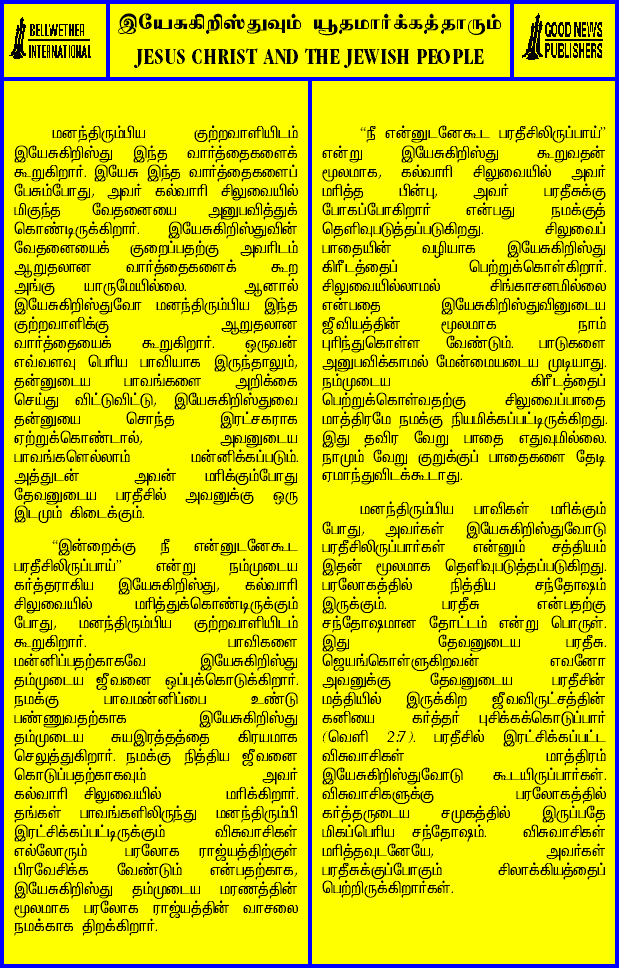 BELLWETHER
INTERNATIONAL
இயேசுகிறிஸ்துவும் யூதமார்க்கத்தாரும்
JESUS CHRIST AND THE JEWISH PEOPLE
GOOD NEWS
PUBLISHERS
மனந்திரும்பிய குற்றவாளியிடம்
இயேசுகிறிஸ்து இந்த வார்த்தைகளைக்
கூறுகிறார். இயேசு இந்த வார்த்தைகளைப்
பேசும்போது, அவர் கல்வாரி சிலுவையில்
மிகுந்த வேதனையை அனுபவித்துக்
கொண்டிருக்கிறார். இயேசுகிறிஸ்துவின்
வேதனையைக் குறைப்பதற்கு அவரிடம்
ஆறுதலான வார்த்தைகளைக் கூற
அங்கு யாருமேயில்லை. ஆனால்
இயேசுகிறிஸ்துவோ மனந்திரும்பிய இந்த
குற்றவாளிக்கு ஆறுதலான
வார்த்தையைக் கூறுகிறார். ஒருவன்
எவ்வளவு பெரிய பாவியாக இருந்தாலும்,
தன்னுடைய பாவங்களை அறிக்கை
செய்து விட்டுவிட்டு, இயேசுகிறிஸ்துவை
தன்னுயை சொந்த இரட்சகராக
ஏற்றுக்கொண்டால், அவனுடைய
பாவங்களெல்லாம் மன்னிக்கப்படும்.
அத்துடன் அவன் மரிக்கும்போது
தேவனுடைய பரதீசில் அவனுக்கு ஒரு
இடமும் கிடைக்கும்.
“இன்றைக்கு நீ என்னுடனேகூட
பரதீசிலிருப்பாய்” என்று நம்முடைய
கர்த்தராகிய இயேசுகிறிஸ்து, கல்வாரி
சிலுவையில் மரித்துக்கொண்டிருக்கும்
போது, மனந்திரும்பிய குற்றவாளியிடம்
கூறுகிறார். பாவிகளை
மன்னிப்பதற்காகவே இயேசுகிறிஸ்து
தம்முடைய ஜீவனை ஒப்புக்கொடுக்கிறார்.
நமக்கு பாவமன்னிப்பை உண்டு
பண்ணுவதற்காக இயேசுகிறிஸ்து
தம்முடைய சுயஇரத்தத்தை கிரயமாக
செலுத்துகிறார். நமக்கு நித்திய ஜீவனை
கொடுப்பதற்காகவும் அவர்
கல்வாரி சிலுவையில் மரிக்கிறார்.
தங்கள் பாவங்களிலிருந்து மனந்திரும்பி
இரட்சிக்கப்பட்டிருக்கும் விசுவாசிகள்
எல்லோரும் பரலோக ராஜ்யத்திற்குள்
பிரவேசிக்க வேண்டும் என்பதற்காக,
இயேசுகிறிஸ்து தம்முடைய மரணத்தின்
மூலமாக பரலோக ராஜ்யத்தின் வாசலை
நமக்காக திறக்கிறார்.
“நீ என்னுடனேகூட பரதீசிலிருப்பாய்”
என்று இயேசுகிறிஸ்து கூறுவதன்
மூலமாக, கல்வாரி சிலுவையில் அவர்
மரித்த பின்பு, அவர் பரதீசுக்கு
போகப்போகிறார் என்பது நமக்குத்
தெளிவுபடுத்தப்படுகிறது. சிலுவைப்
பாதையின் வழியாக இயேசுகிறிஸ்து
கிரீடத்தைப் பெற்றுக்கொள்கிறார்.
சிலுவையில்லாமல் சிங்காசனமில்லை
என்பதை இயேசுகிறிஸ்துவினுடைய
ஜீவியத்தின் மூலமாக நாம்
புரிந்துகொள்ள வேண்டும். பாடுகளை
அனுபவிக்காமல் மேன்மையடைய முடியாது.
நம்முடைய கிரீடத்தைப்
பெற்றுக்கொள்வதற்கு சிலுவைப்பாதை
மாத்திரமே நமக்கு நியமிக்கப்பட்டிருக்கிறது.
இது தவிர வேறு பாதை எதுவுமில்லை.
நாமும் வேறு குறுக்குப் பாதைகளை தேடி
ஏமாந்துவிடக்கூடாது.
மனந்திரும்பிய பாவிகள் மரிக்கும்
போது, அவர்கள் இயேசுகிறிஸ்துவோடு
பரதீசிலிருப்பார்கள் என்னும் சத்தியம்
இதன் மூலமாக தெளிவுபடுத்தப்படுகிறது.
பரலோகத்தில் நித்திய சந்தோஷம்
இருக்கும். பரதீசு என்பதற்கு
சந்தோஷமான தோட்டம் என்று பொருள்.
இது தேவனுடைய பரதீசு.
ஜெயங்கொள்ளுகிறவன் எவனோ
அவனுக்கு தேவனுடைய பரதீசின்
மத்தியில் இருக்கிற ஜீவவிருட்சத்தின்
கனியை கர்த்தர் புசிக்கக்கொடுப்பார்
(வெளி 2:7). பரதீசில் இரட்சிக்கப்பட்ட
விசுவாசிகள் மாத்திரம்
இயேசுகிறிஸ்துவோடு கூடயிருப்பார்கள்.
விசுவாசிகளுக்கு பரலோகத்தில்
கர்த்தருடைய சமுகத்தில் இருப்பதே
மிகப்பெரிய சந்தோஷம். விசுவாசிகள்
மரித்தவுடனேயே, அவர்கள்
பரதீசுக்குப்போகும் சிலாக்கியத்தைப்
பெற்றிருக்கிறார்கள்.